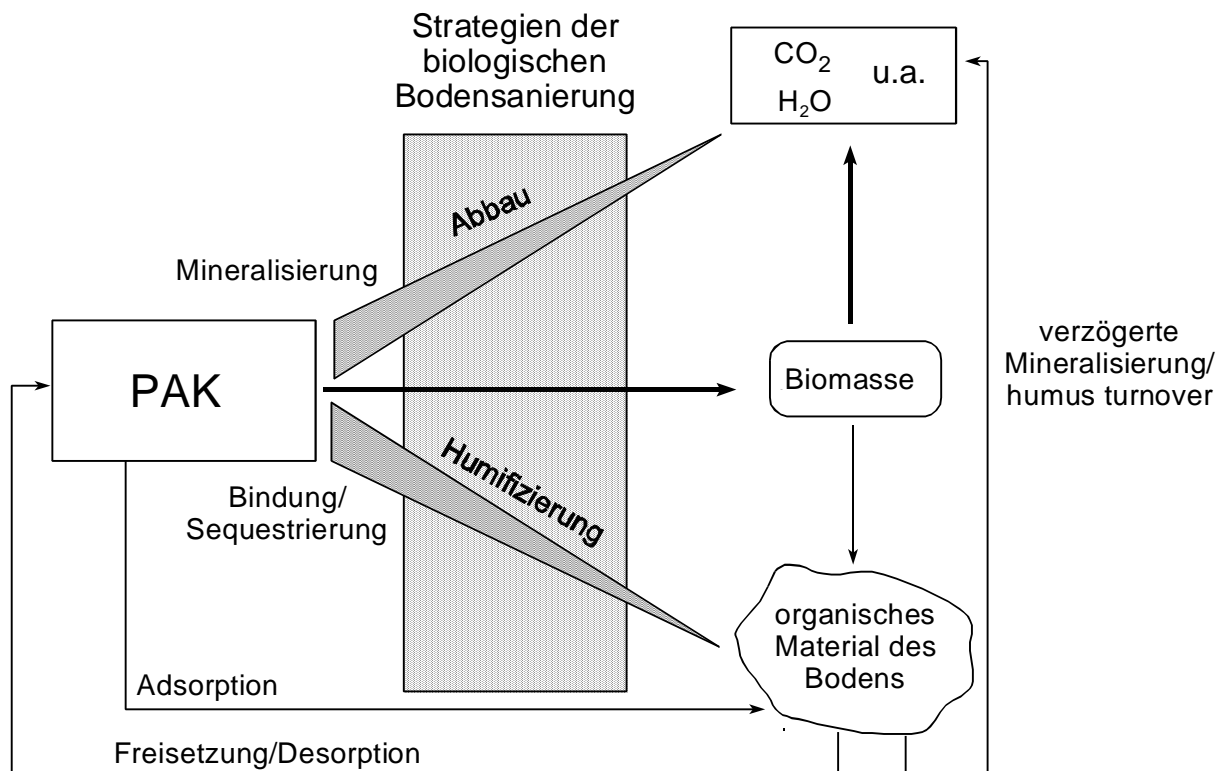 Strategien der
biologischen
Bodensanierung
CO₂
u.a.
H₂O
Abbau
Mineralisierung
PAK
Biomasse
verzögerte
Mineralisierung/
humus turnover
Humifizierung
Bindung/
Sequestrierung
organisches
Material des
Bodens
Adsorption
Freisetzung/Desorption